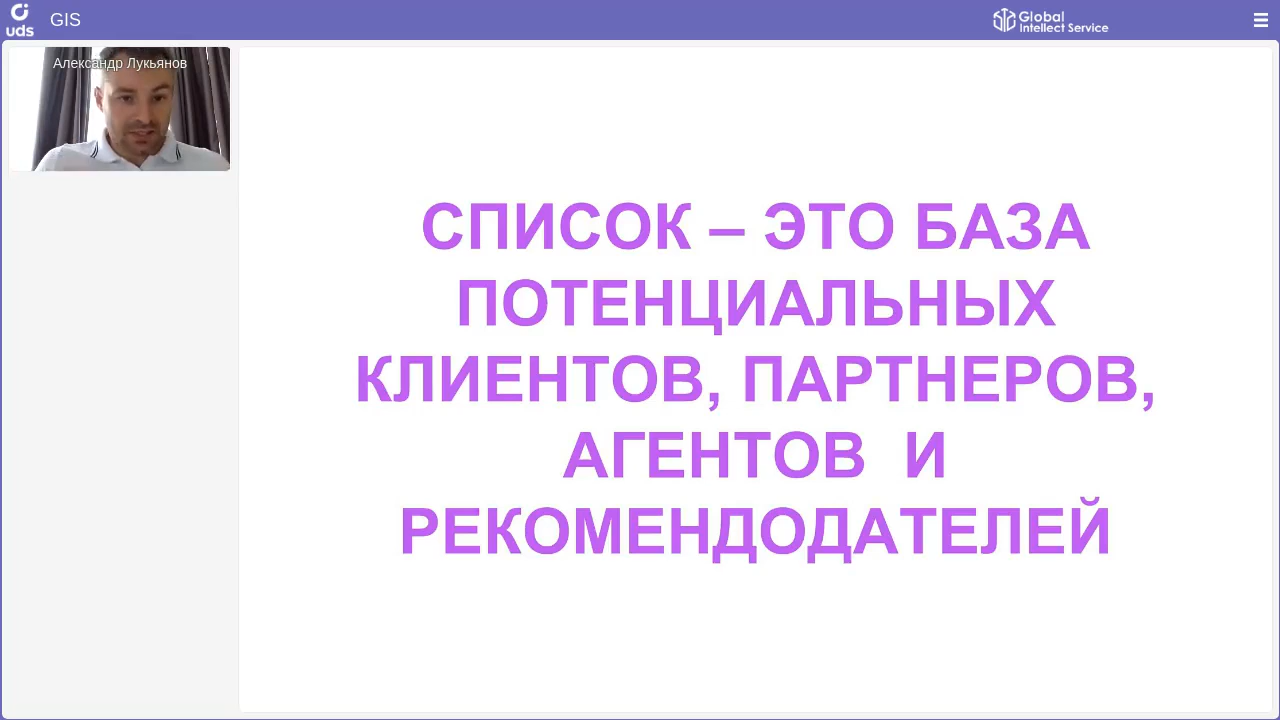 uds
GIS
Global
Intellect Service
Александр Лукьянов
СПИСОК – ЭТО БАЗА
ПОТЕНЦИАЛЬНЫХ
КЛИЕНТОВ, ПАРТНЕРОВ,
АГЕНТОВ  И
РЕКОМЕНДОДАТЕЛЕЙ